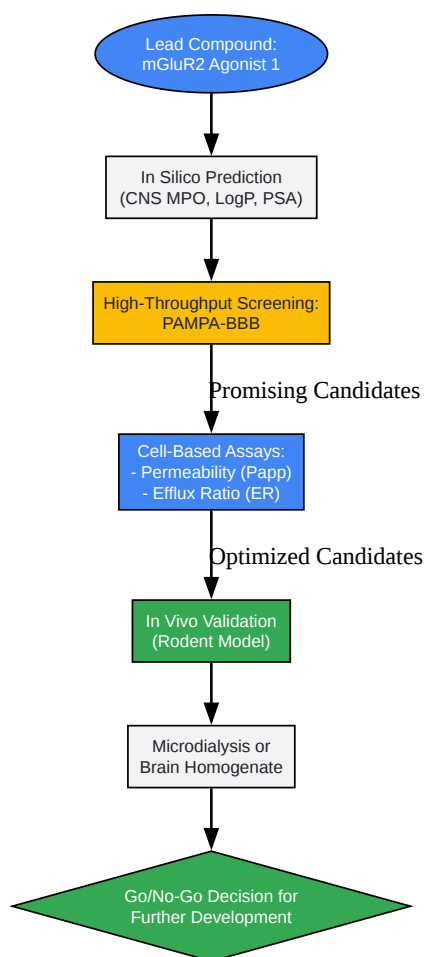 Lead Compound:
mGluR2 Agonist 1
In Silico Prediction
(CNS MPO, LogP, PSA)
High-Throughput Screening:
PAMPA-BBB
Promising Candidates
Cell-Based Assays:
- Permeability (Papp)
- Efflux Ratio (ER)
Optimized Candidates
In Vivo Validation
(Rodent Model)
Microdialysis or
Brain Homogenate
Go/No-Go Decision for
Further Development